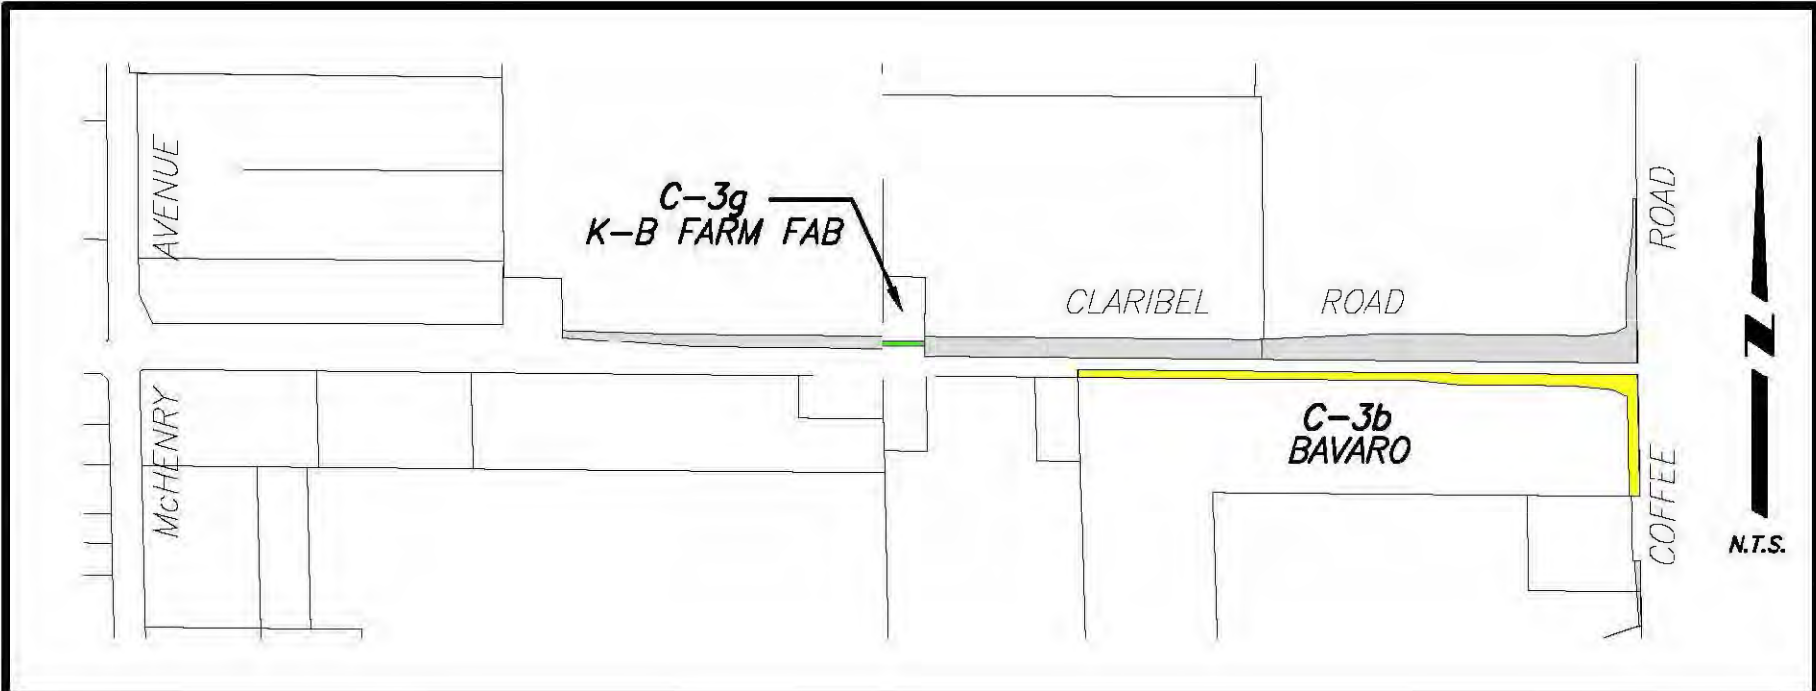 AVENUE
McHENRY
C-3g
K-B FARM FAB
CLARIBEL ROAD
C-3b
BAVARO
ROAD
COFFEE
N.T.S.